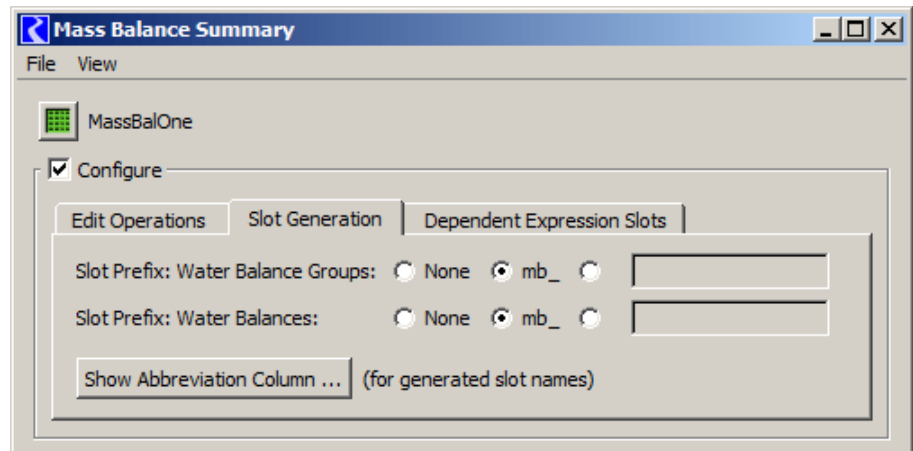 Mass Balance Summary
File View
MassBalOne
Configure
Edit Operations Slot Generation Dependent Expression Slots
Slot Prefix: Water Balance Groups: None mb_
Slot Prefix: Water Balances: None mb_
Show Abbreviation Column ... (for generated slot names)